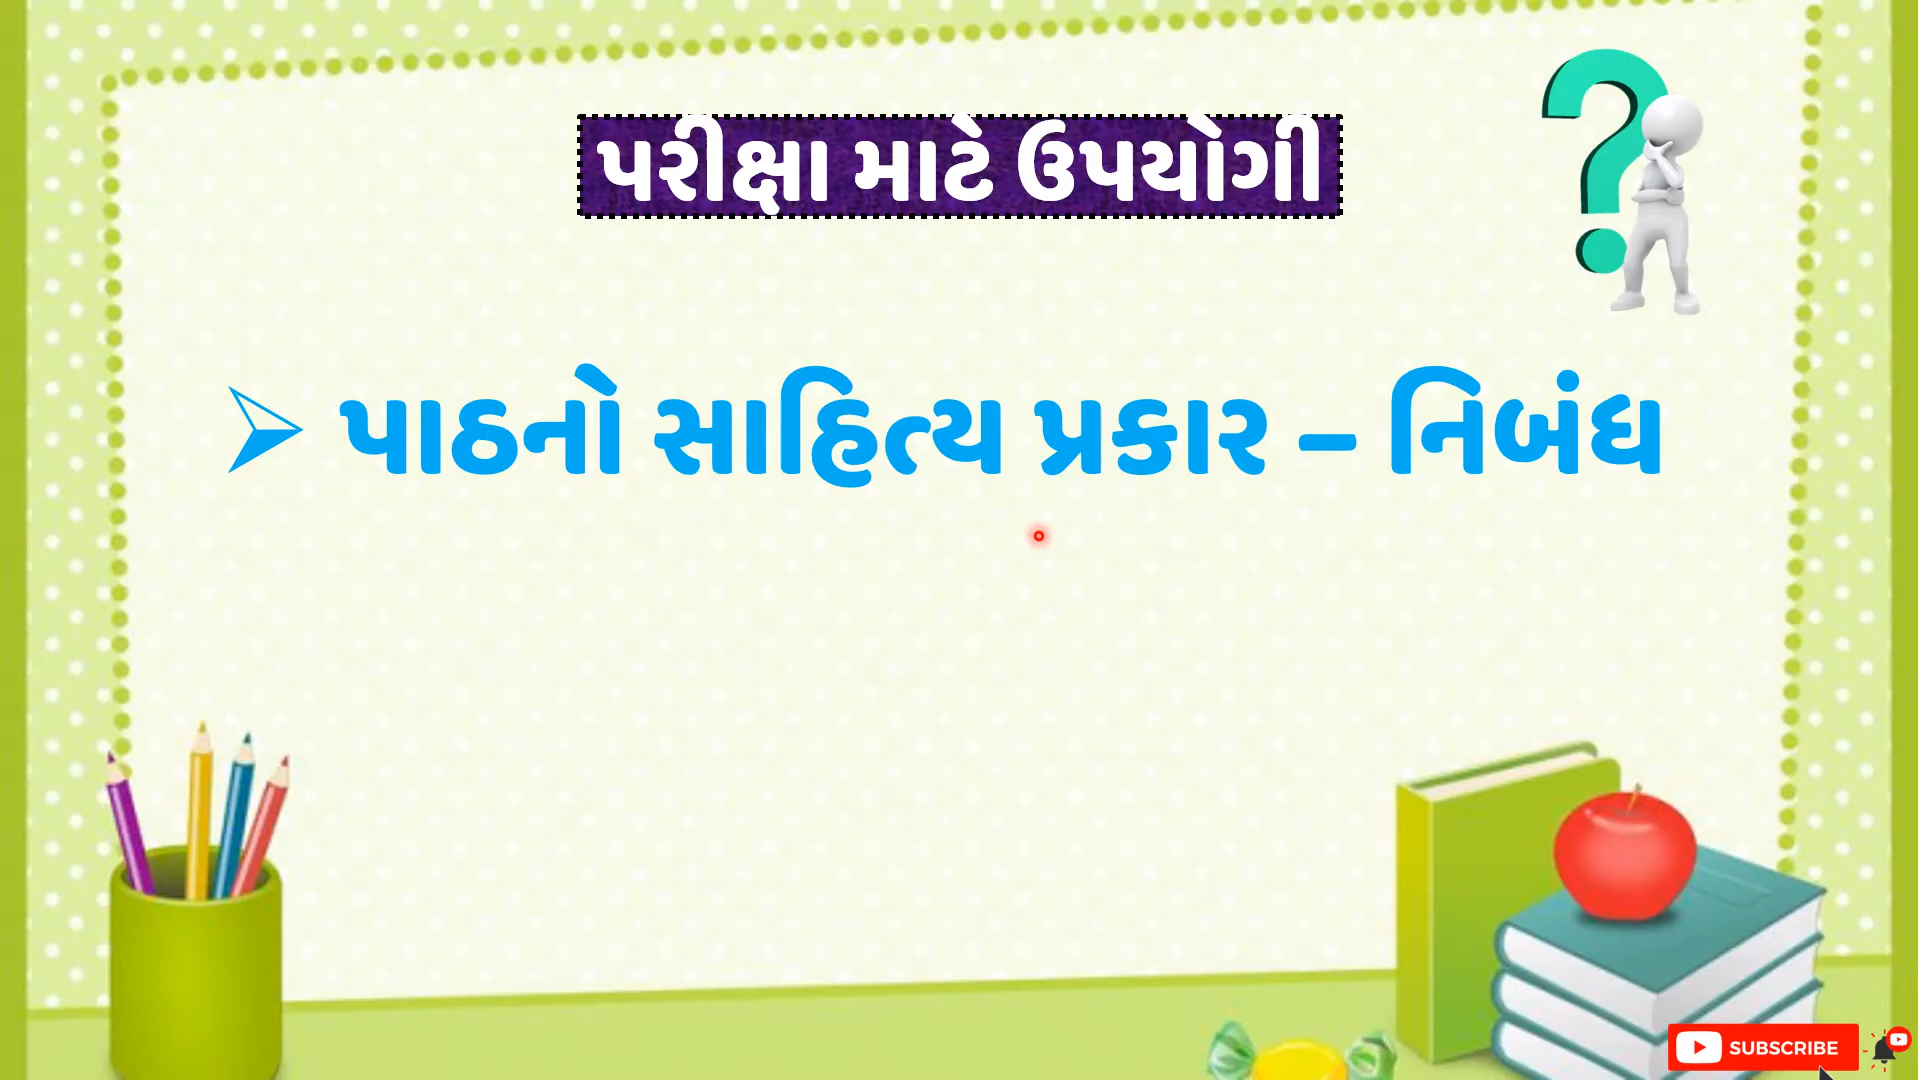 પરીક્ષા માટે ઉપયોગી
➢ પાઠનો સાહિત્ય પ્રકાર – નિબંધ
SUBSCRIBE